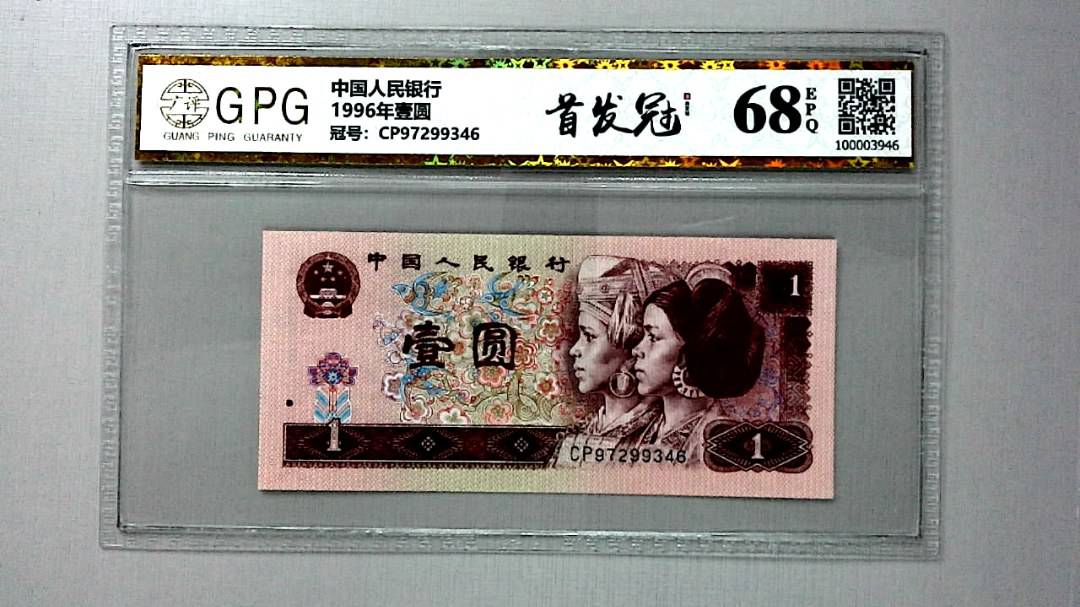 广评
GPG
GUANG PING GUARANTY
中国人民银行
1996年壹圆
冠号：CP97299346
首发冠
68
EPQ
100003946
中国人民银行
1
壹圆
1
CP97299346
1